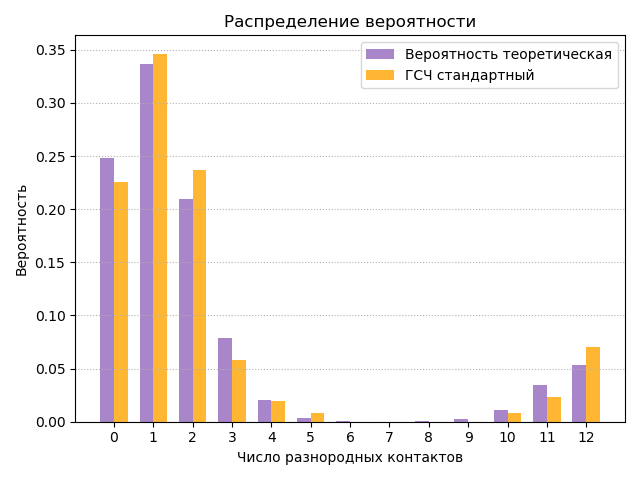 Распределение вероятности
Вероятность теоретическая
ГСЧ стандартный
Вероятность
0.35
0.30
0.25
0.20
0.15
0.10
0.05
0.00
0 1 2 3 4 5 6 7 8 9 10 11 12
Число разнородных контактов